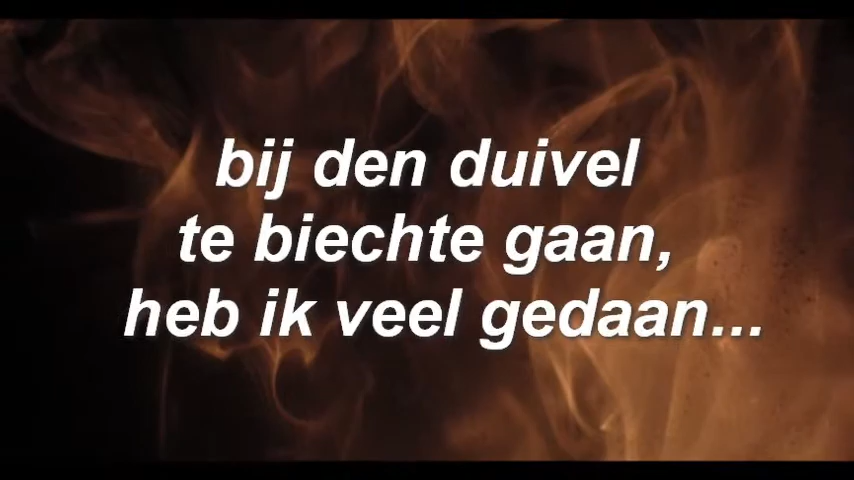 bij den duivel
te biechte gaan,
heb ik veel gedaan...